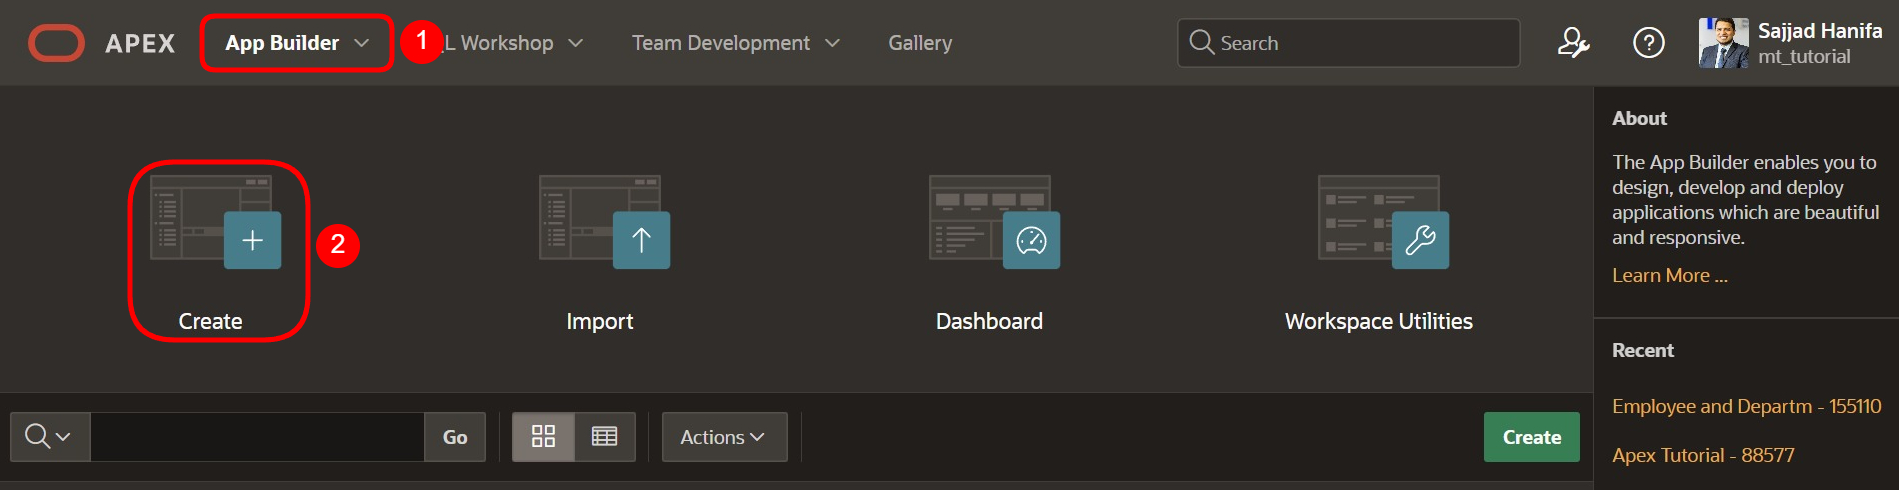 APEX
App Builder
1
L Workshop
Team Development
Gallery
Search
?
Sajjad Hanifa
mt_tutorial
Create
2
Import
Dashboard
Workspace Utilities
About
The App Builder enables you to
design, develop and deploy
applications which are beautiful
and responsive.
Learn More ...
Recent
Employee and Departm - 155110
Apex Tutorial - 88577
Go
Actions
Create